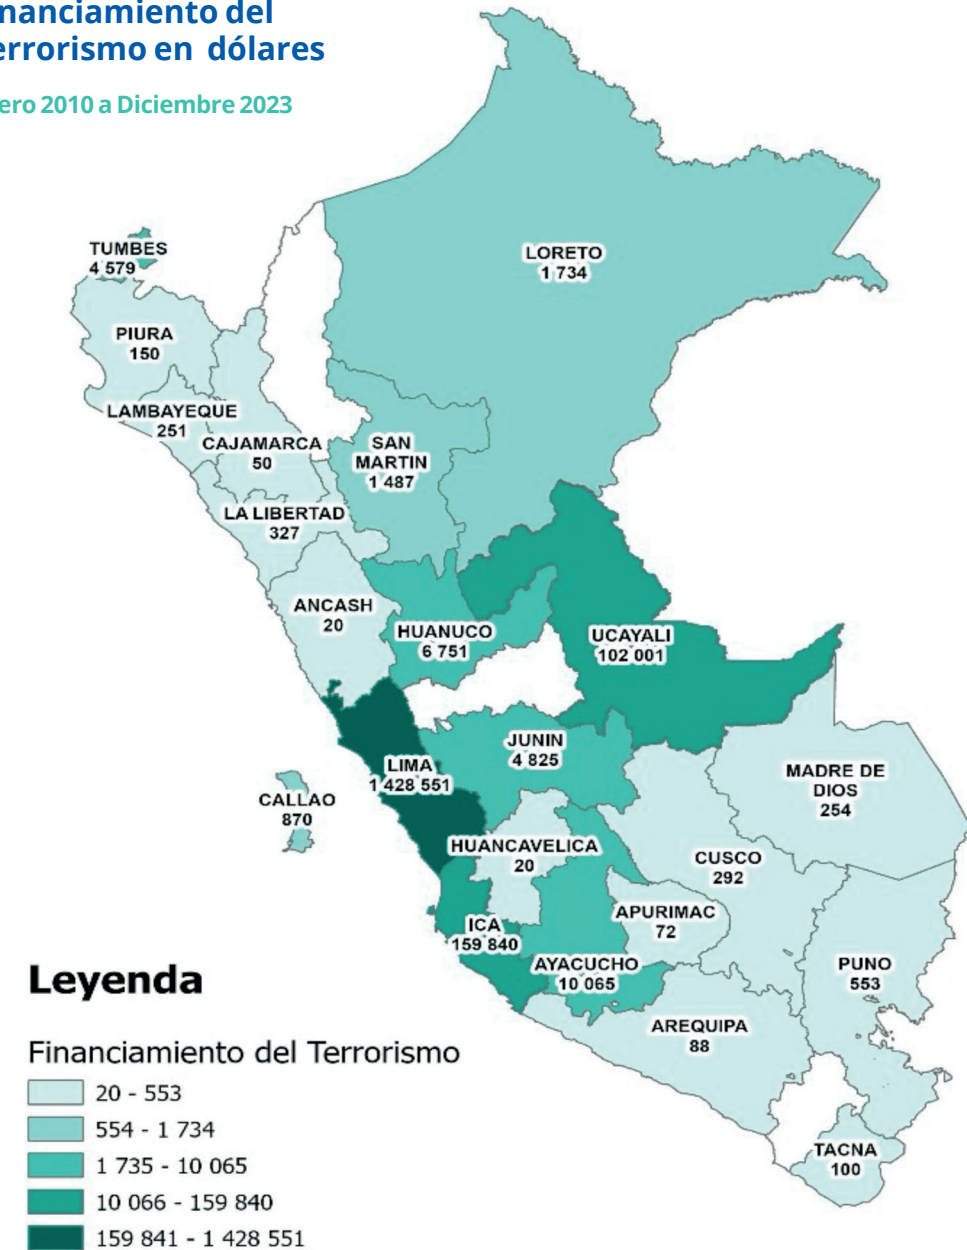 nanciamiento del
errorismo en dólares
ero 2010 a Diciembre 2023
TUMBES
4 579
LORETO
1 734
PIURA
150
LAMBAYEQUE
251
CAJAMARCA
50
SAN
MARTIN
1 487
LA LIBERTAD
327
ANCASH
20
HUANUCO
6 751
UCAYALI
102 001
JUNIN
4 825
LIMA
1 428 551
MADRE DE
DIOS
254
CALLAO
870
HUANCAVELICA
20
CUSCO
292
APURIMAC
72
ICA
159 840
AYACUCHO
10 065
PUNO
553
AREQUIPA
88
TACNA
100
Leyenda
Financiamiento del Terrorismo
20 - 553
554 - 1 734
1 735 - 10 065
10 066 - 159 840
159 841 - 1 428 551